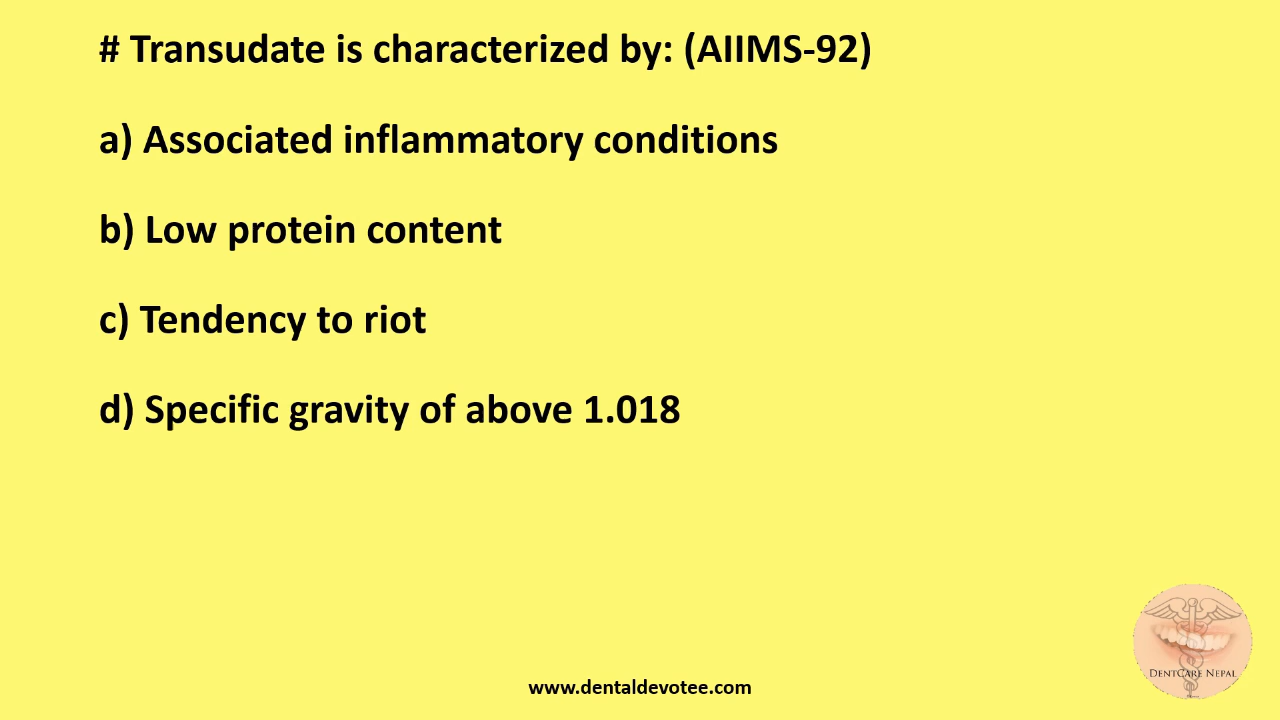 # Transudate is characterized by: (AIIMS-92)
a) Associated inflammatory conditions
b) Low protein content
c) Tendency to riot
d) Specific gravity of above 1.018
DENTCARE NEPAL
www.dentaldevotee.com